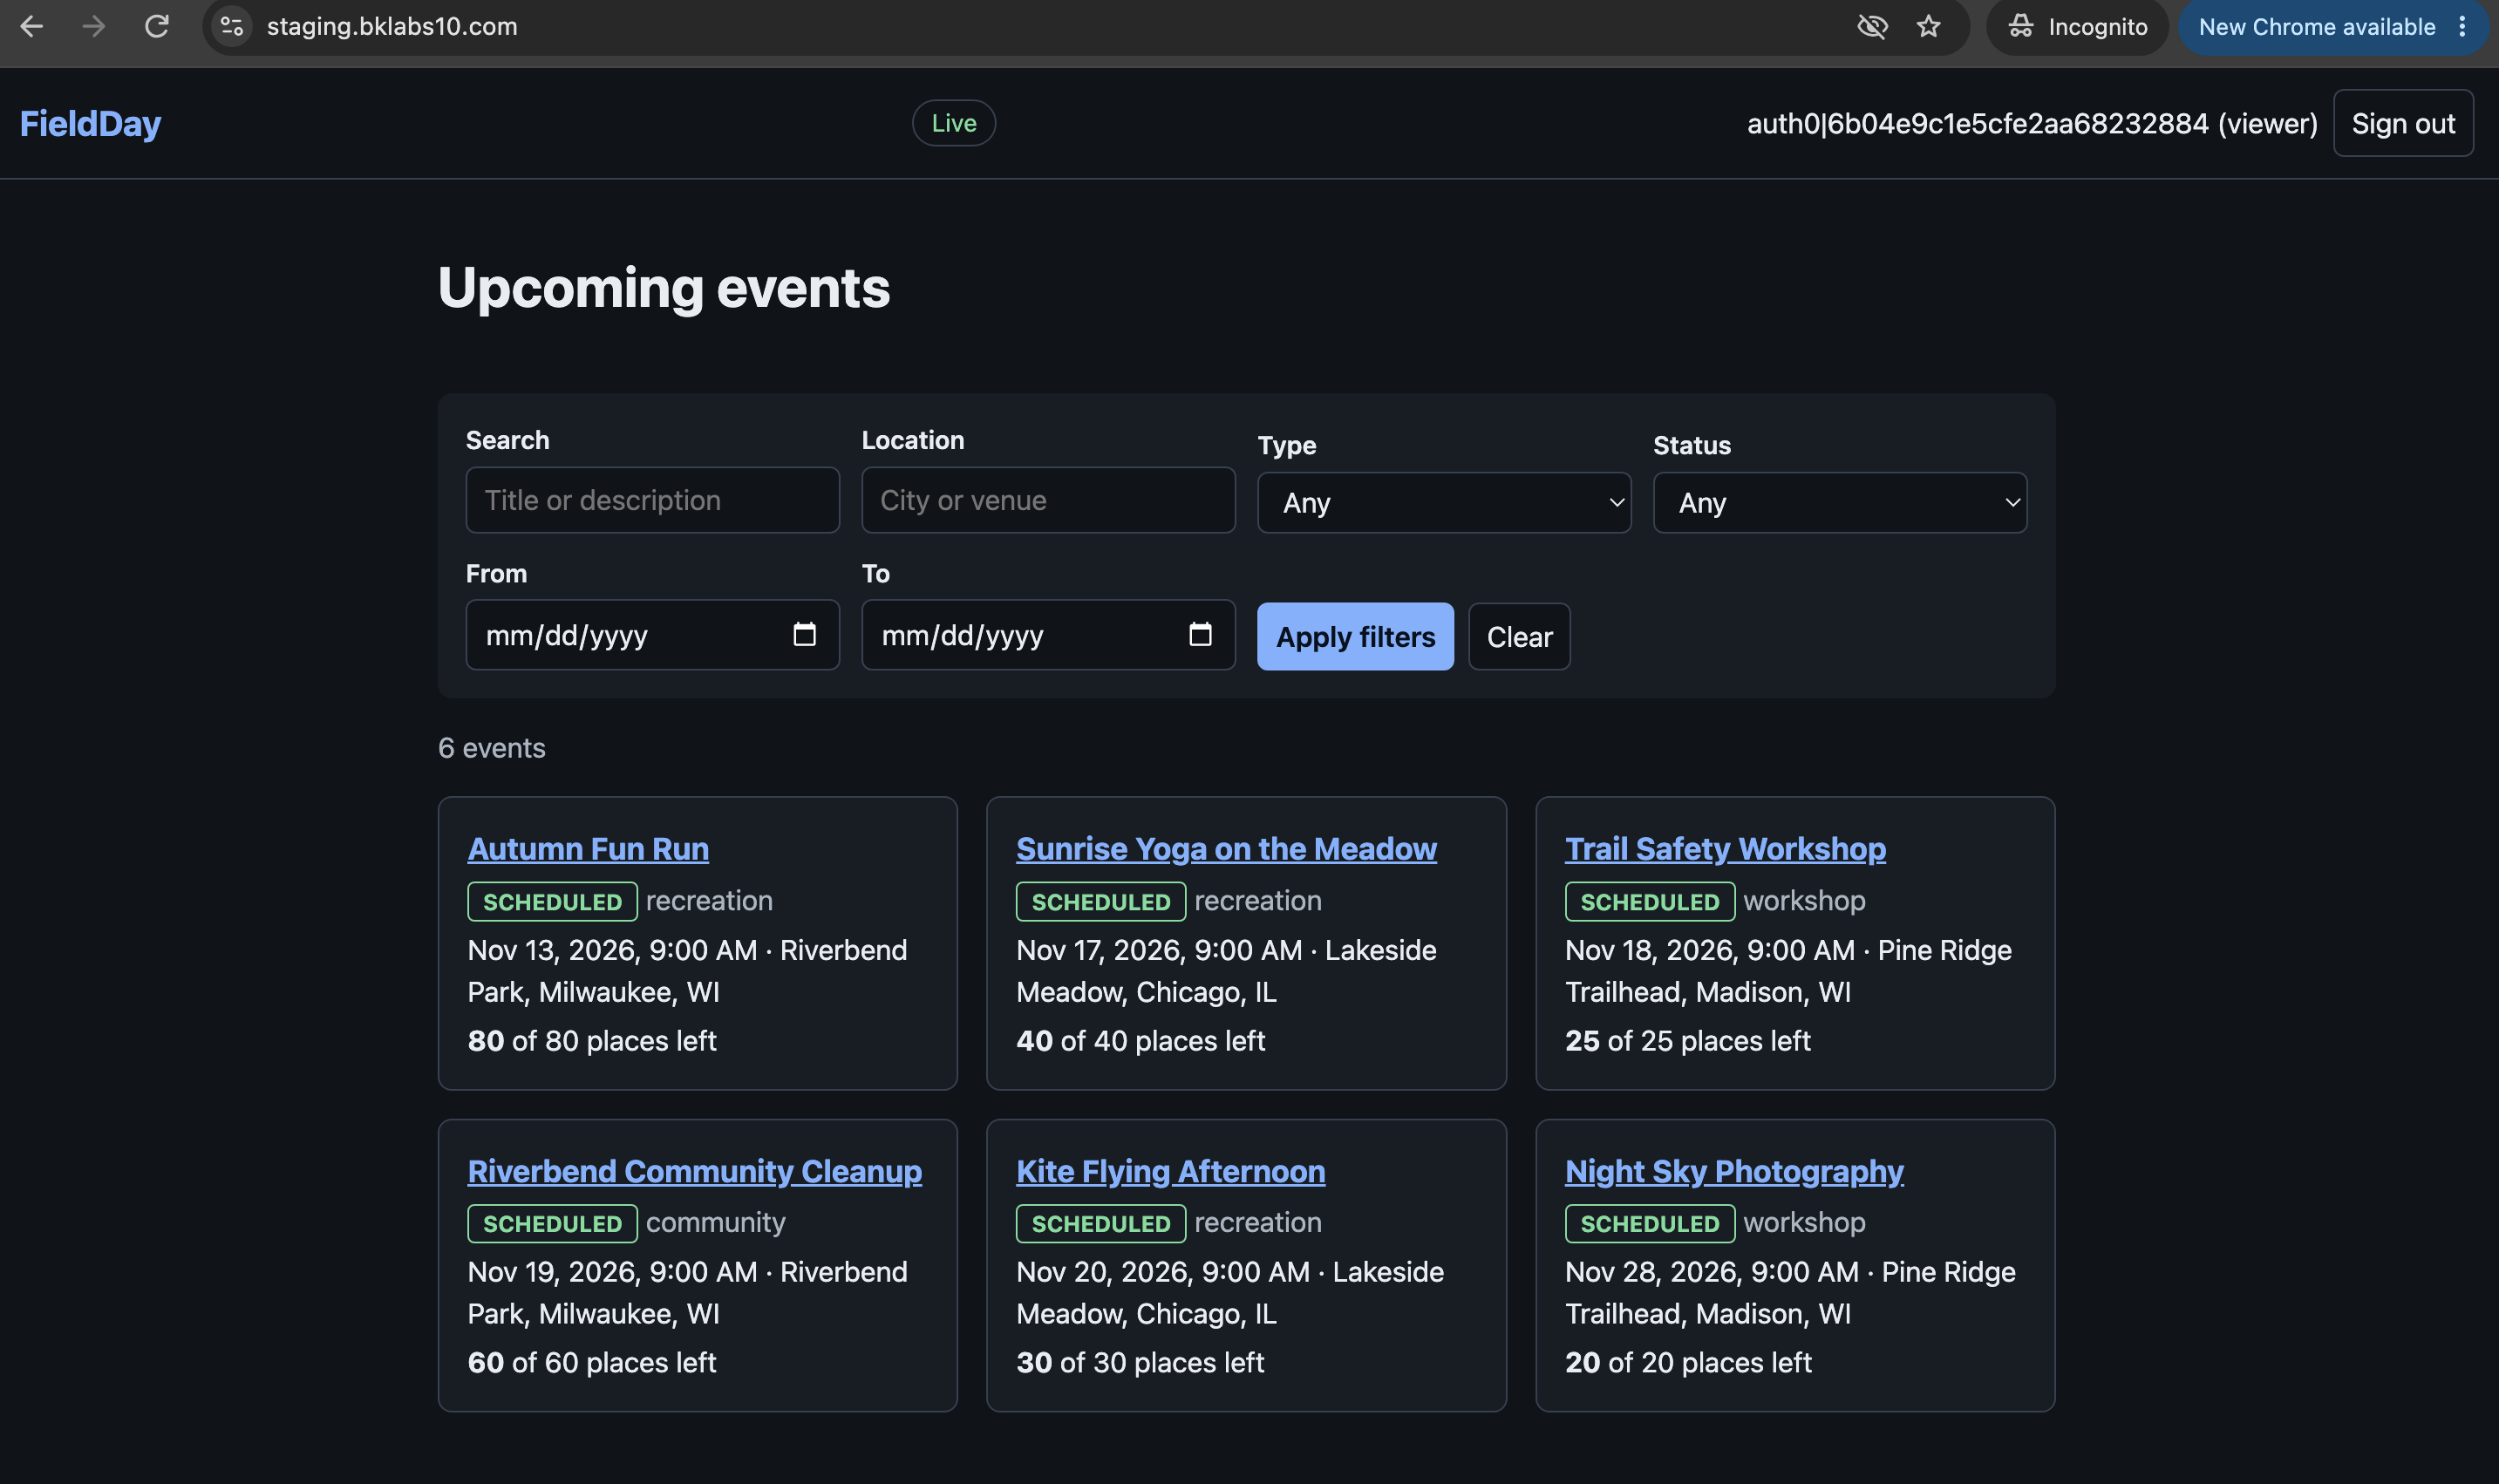 staging.bklabs10.com
Incognito
New Chrome available
FieldDay
Live
auth0|6b04e9c1e5cfe2aa68232884 (viewer)
Sign out
Upcoming events
Search
Location
Type
Status
Title or description
City or venue
Any
Any
From
To
mm/dd/yyyy
mm/dd/yyyy
Apply filters
Clear
6 events
Autumn Fun Run
SCHEDULED recreation
Nov 13, 2026, 9:00 AM · Riverbend
Park, Milwaukee, WI
80 of 80 places left
Sunrise Yoga on the Meadow
SCHEDULED recreation
Nov 17, 2026, 9:00 AM · Lakeside
Meadow, Chicago, IL
40 of 40 places left
Trail Safety Workshop
SCHEDULED workshop
Nov 18, 2026, 9:00 AM · Pine Ridge
Trailhead, Madison, WI
25 of 25 places left
Riverbend Community Cleanup
SCHEDULED community
Nov 19, 2026, 9:00 AM · Riverbend
Park, Milwaukee, WI
60 of 60 places left
Kite Flying Afternoon
SCHEDULED recreation
Nov 20, 2026, 9:00 AM · Lakeside
Meadow, Chicago, IL
30 of 30 places left
Night Sky Photography
SCHEDULED workshop
Nov 28, 2026, 9:00 AM · Pine Ridge
Trailhead, Madison, WI
20 of 20 places left